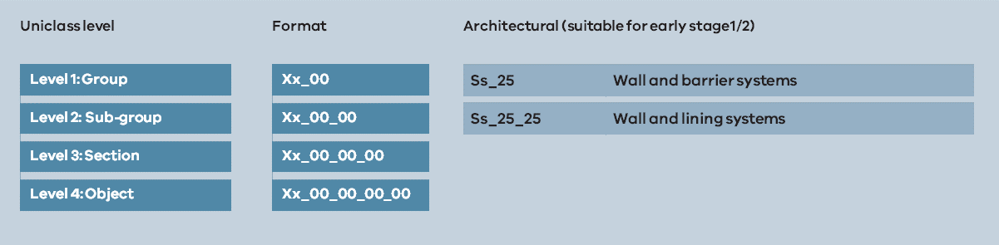 Uniclass level Format Architectural (suitable for early stage1/2)
Level 1: Group Xx_00 Ss_25 Wall and barrier systems
Level 2: Sub-group Xx_00_00 Ss_25_25 Wall and lining systems
Level 3: Section Xx_00_00_00
Level 4: Object Xx_00_00_00_00